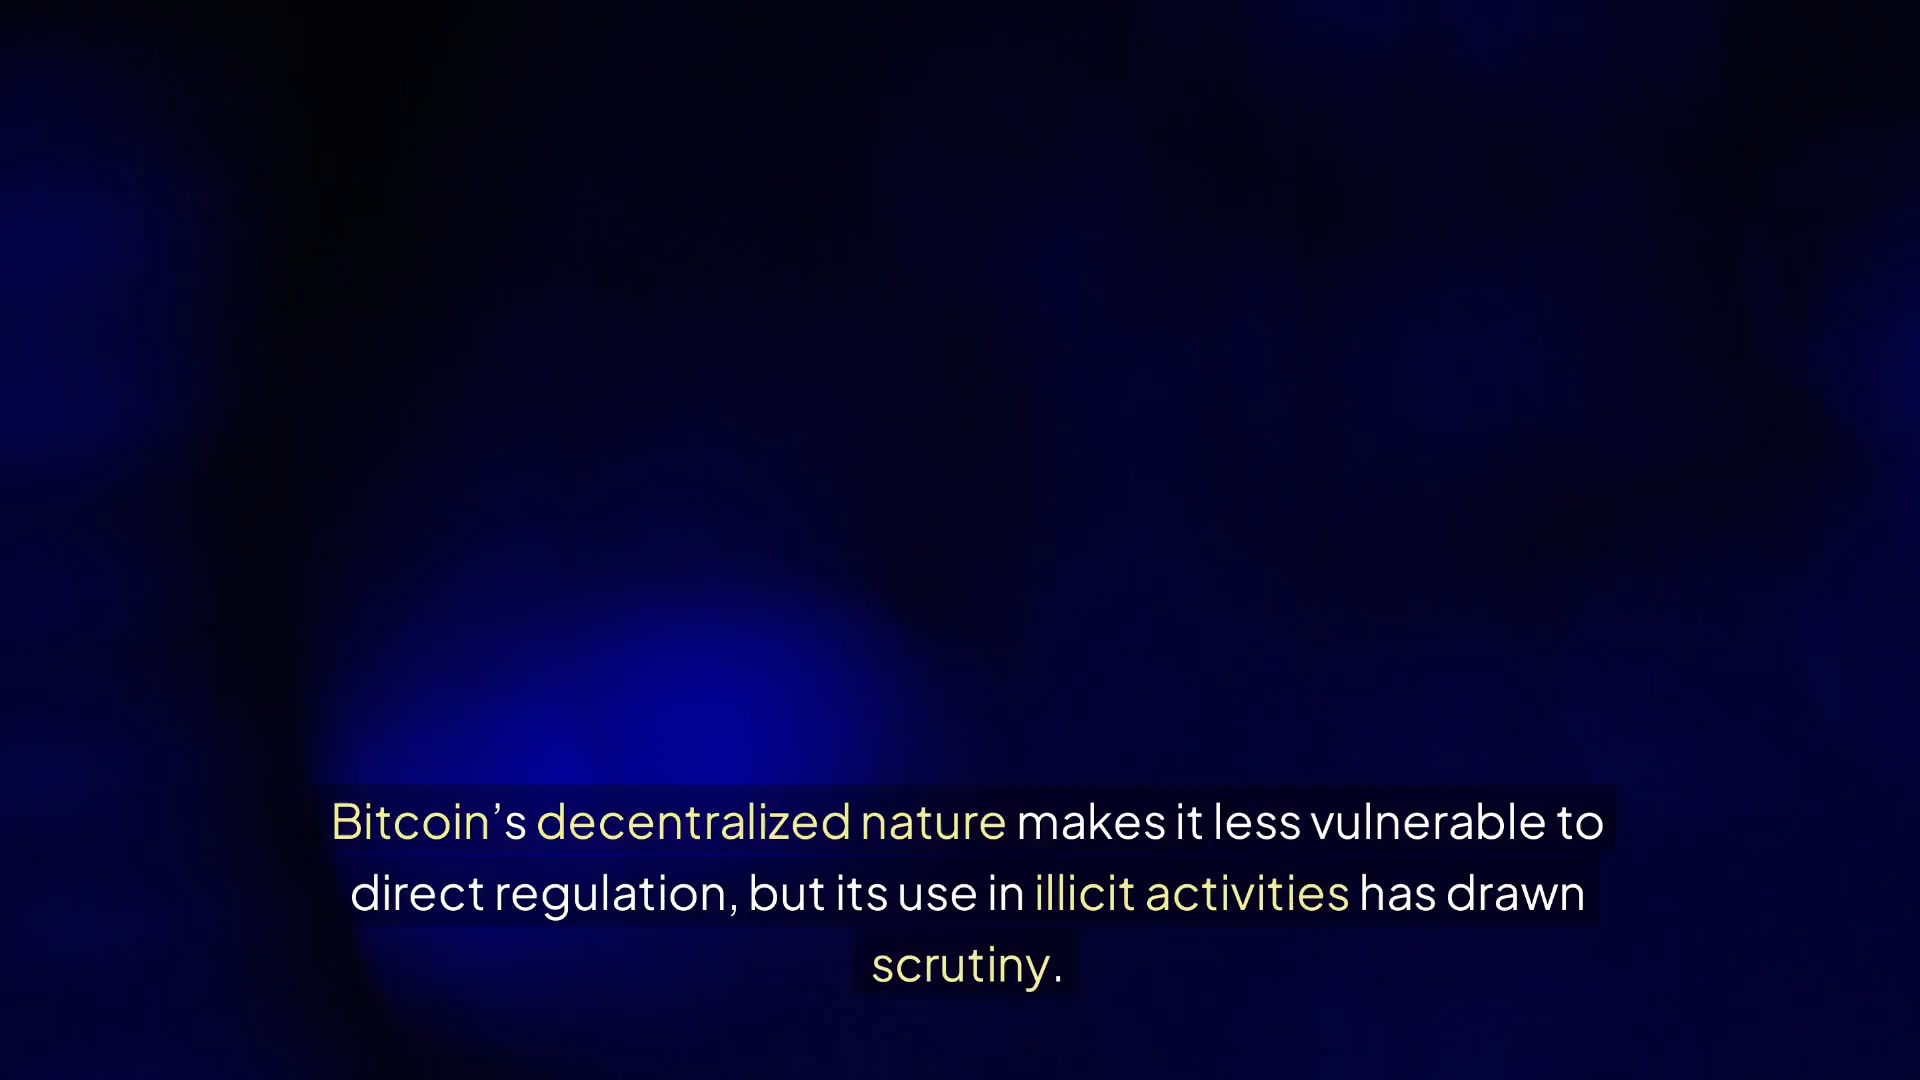 Bitcoin’s decentralized nature makes it less vulnerable to
direct regulation, but its use in illicit activities has drawn
scrutiny.